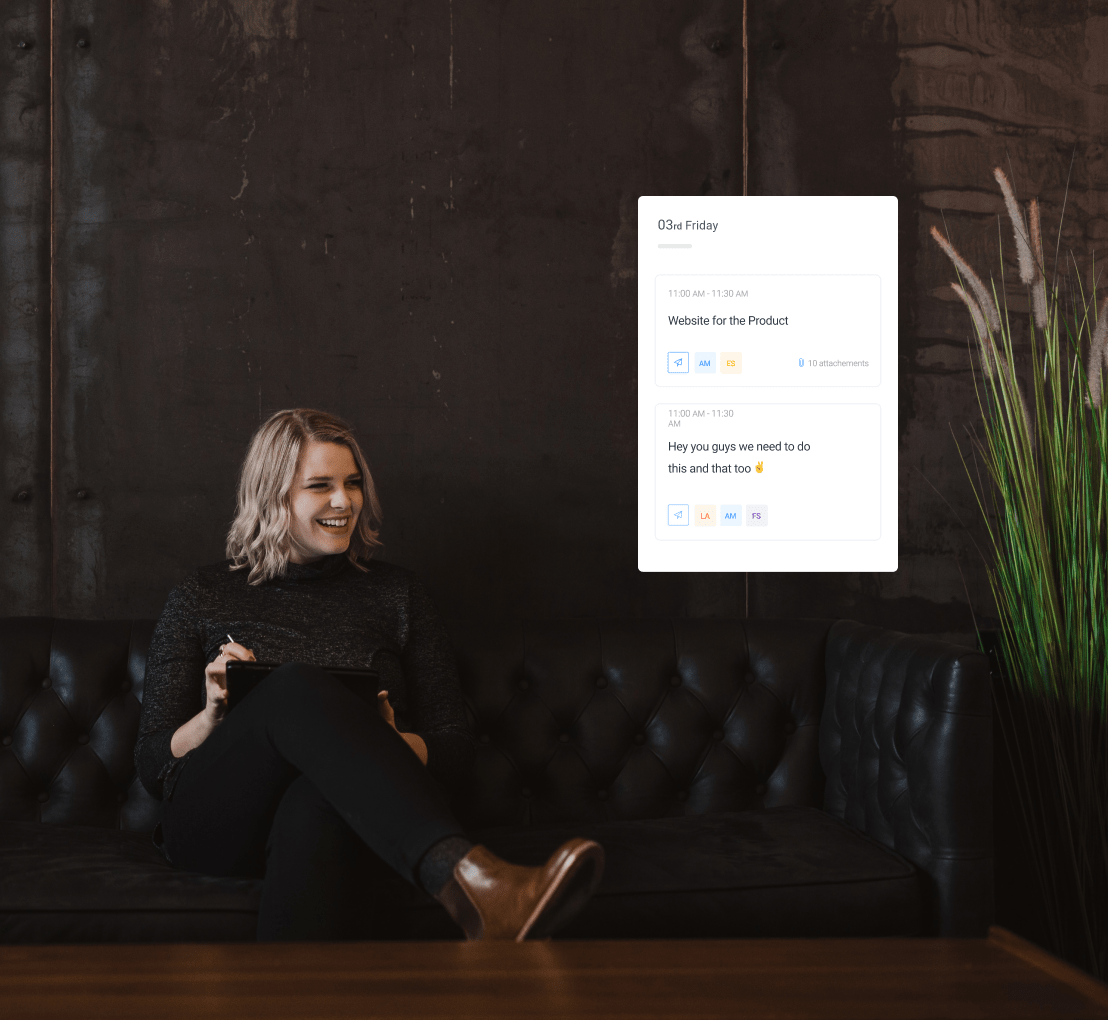 03rd Friday
11:00 AM - 11:30 AM
Website for the Product
AM ES 10 attachements
11:00 AM - 11:30
AM
Hey you guys we need to do
this and that too ✌
LA AM FS